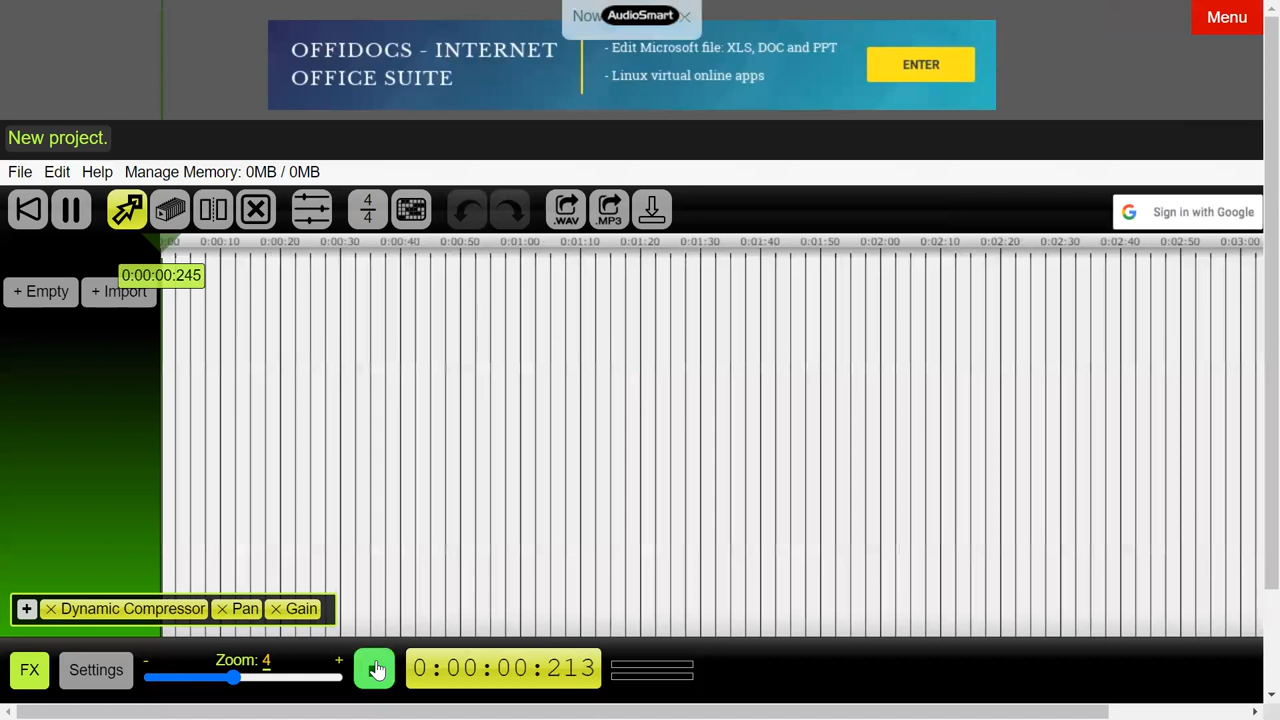 Now
AudioSmart
Menu
OFFIDOCS - INTERNET
OFFICE SUITE
- Edit Microsoft file: XLS, DOC and PPT
- Linux virtual online apps
ENTER
New project.
File Edit Help Manage Memory: 0MB / 0MB
4
4
.WAV
.MP3
Sign in with Google
0:00:10 0:00:20 0:00:30 0:00:40 0:00:50 0:01:00 0:01:10 0:01:20 0:01:30 0:01:40 0:01:50 0:02:00 0:02:10 0:02:20 0:02:30 0:02:40 0:02:50 0:03:00
0:00:00:245
+ Empty + Import
+ × Dynamic Compressor × Pan × Gain
FX Settings - Zoom: 4 + 0:00:00:213